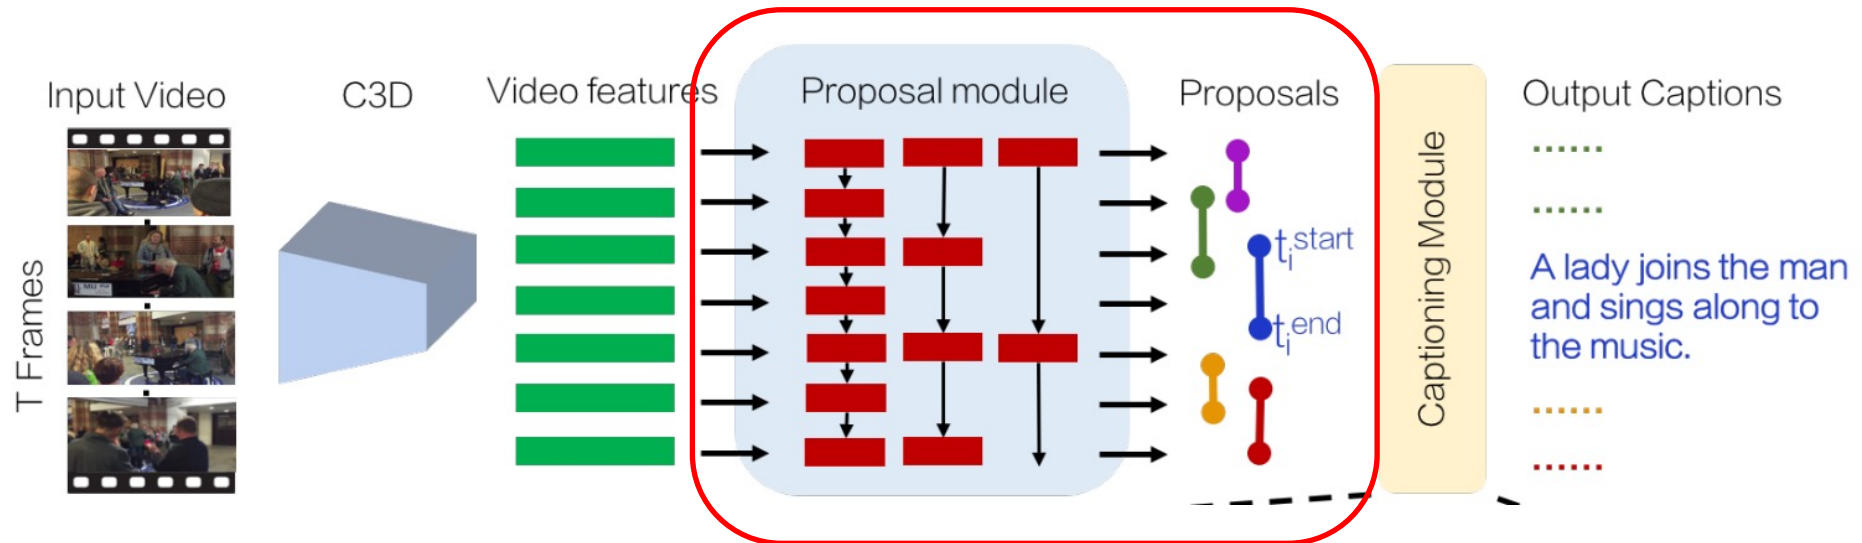 Input Video
C3D
Video features
Proposal module
Proposals
Output Captions
T Frames
t_i^start
t_i^end
Captioning Module
......
......
A lady joins the man
and sings along to
the music.
......
......